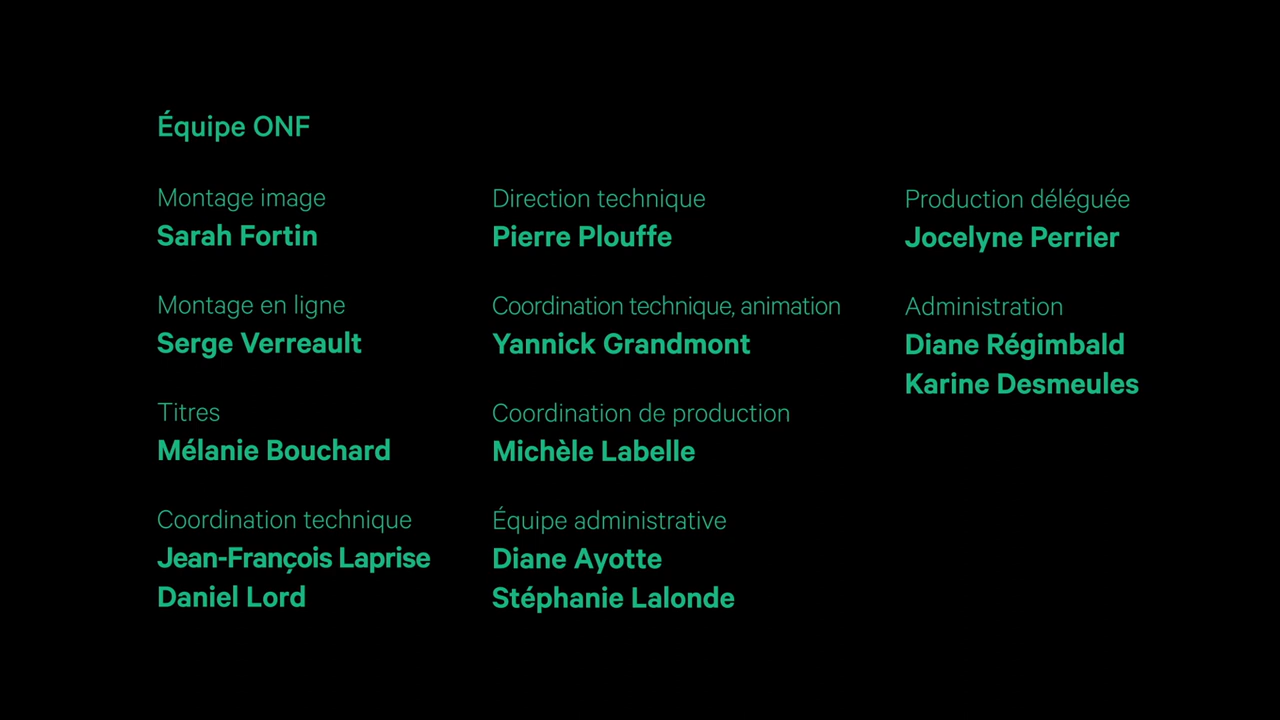 Équipe ONF
Montage image
Sarah Fortin
Montage en ligne
Serge Verreault
Titres
Mélanie Bouchard
Coordination technique
Jean-François Laprise
Daniel Lord
Direction technique
Pierre Plouffe
Coordination technique, animation
Yannick Grandmont
Coordination de production
Michèle Labelle
Équipe administrative
Diane Ayotte
Stéphanie Lalonde
Production déléguée
Jocelyne Perrier
Administration
Diane Régimbald
Karine Desmeules